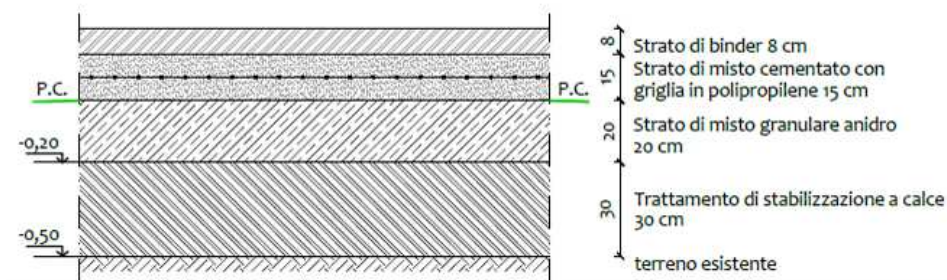 8
Strato di binder 8 cm
15
Strato di misto cementato con
griglia in polipropilene 15 cm
P.C.
P.C.
20
Strato di misto granulare anidro
20 cm
-0,20
30
Trattamento di stabilizzazione a calce
30 cm
-0,50
terreno esistente